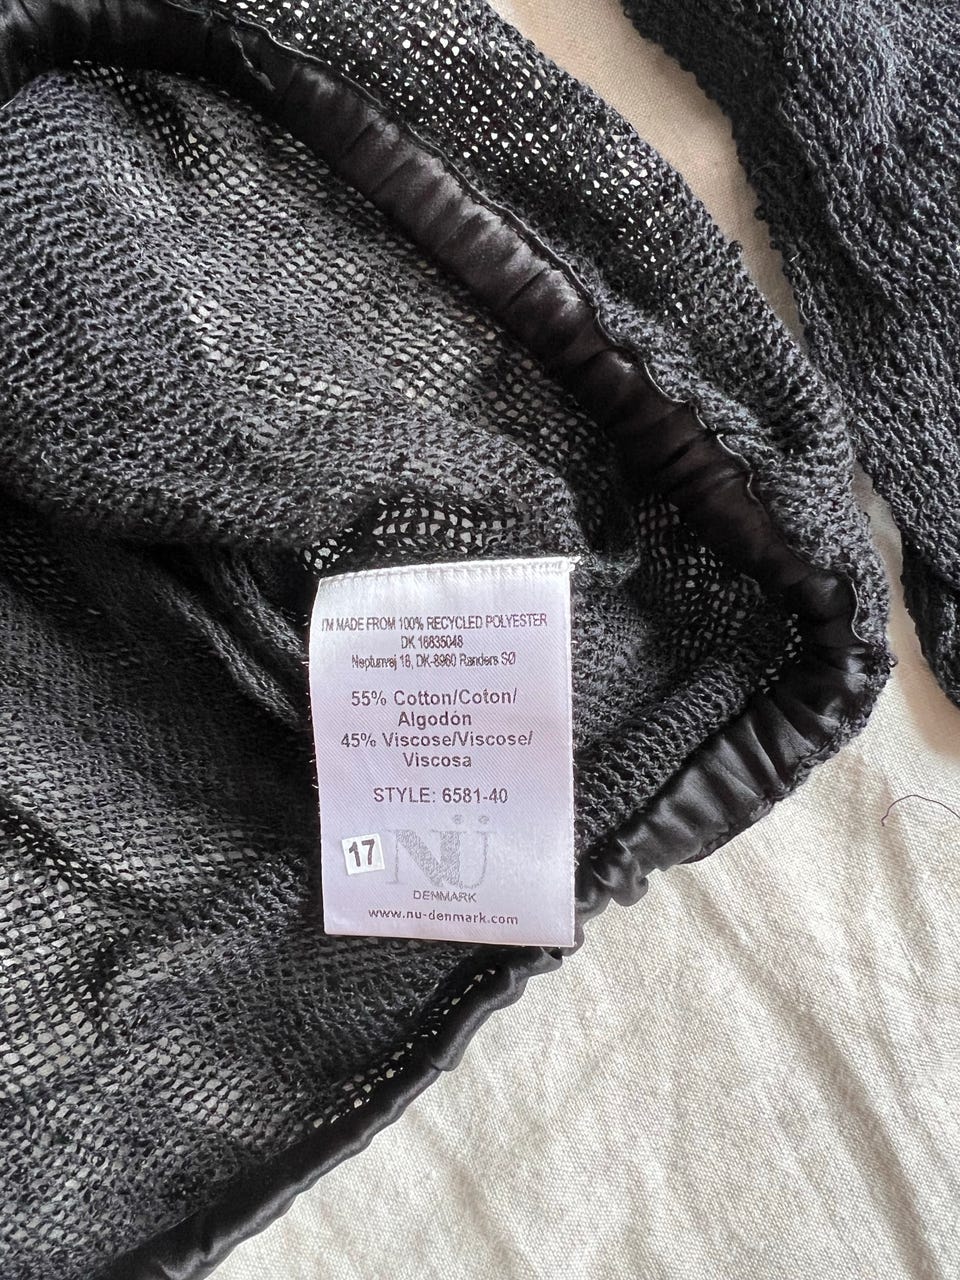 I'M MADE FROM 100% RECYCLED POLYESTER
DK 16835048
Neptunvej 18, DK-8960 Randers SØ
55% Cotton/Coton/
Algodón
45% Viscose/Viscose/
Viscosa
STYLE: 6581-40
17
NÜ
DENMARK
www.nu-denmark.com